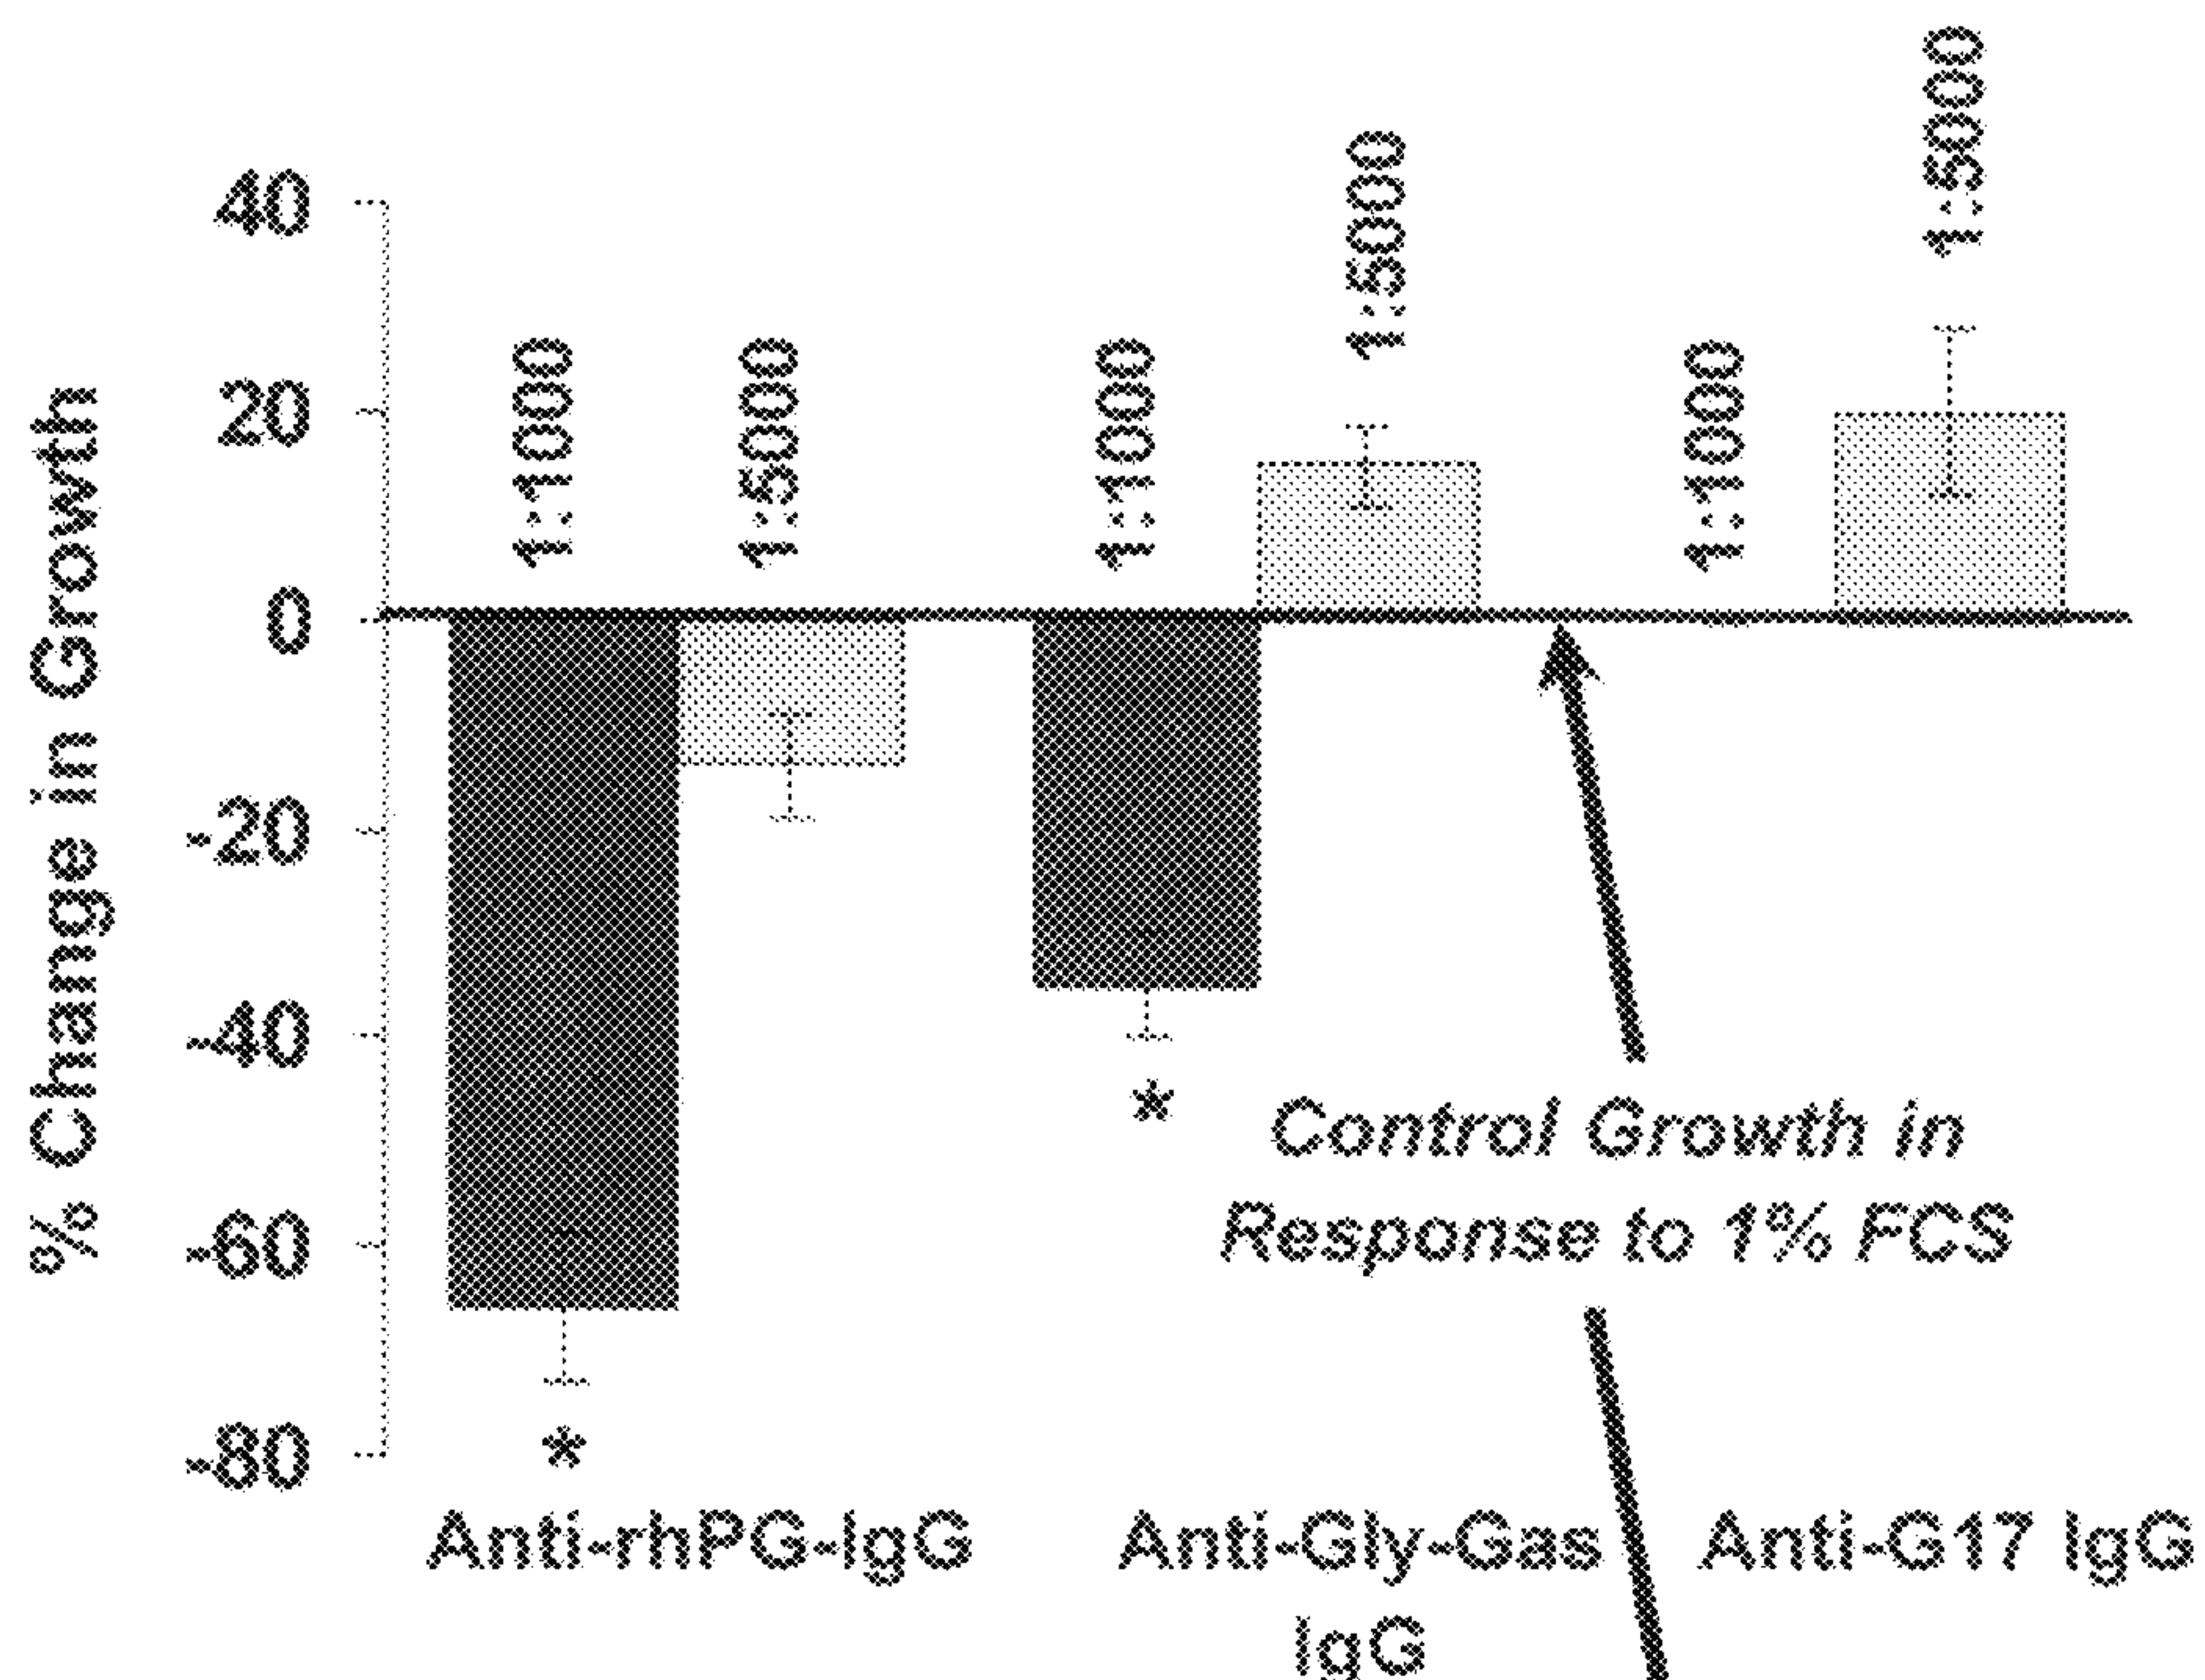 % Change in Growth
40
20
0
-20
-40
-60
-80
1:1000
1:5000
1:1000
1:5000
1:1000
1:5000
*
*
Control Growth in
Response to 1% FCS
Anti-rhPG-IgG
Anti-Gly-Gas
IgG
Anti-G17 IgG